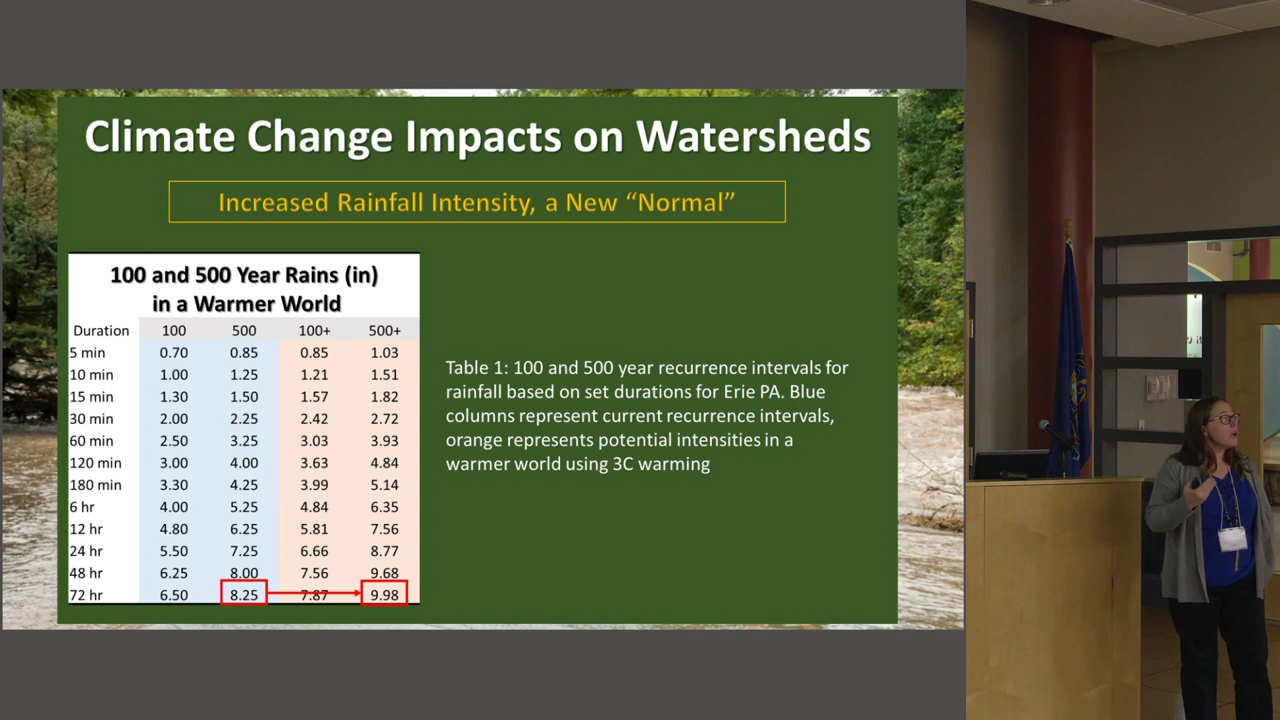 Climate Change Impacts on Watersheds
Increased Rainfall Intensity, a New “Normal”
100 and 500 Year Rains (in)
in a Warmer World
Duration 100 500 100+ 500+
5 min 0.70 0.85 0.85 1.03
10 min 1.00 1.25 1.21 1.51
15 min 1.30 1.50 1.57 1.82
30 min 2.00 2.25 2.42 2.72
60 min 2.50 3.25 3.03 3.93
120 min 3.00 4.00 3.63 4.84
180 min 3.30 4.25 3.99 5.14
6 hr 4.00 5.25 4.84 6.35
12 hr 4.80 6.25 5.81 7.56
24 hr 5.50 7.25 6.66 8.77
48 hr 6.25 8.00 7.56 9.68
72 hr 6.50 8.25 7.87 9.98
Table 1: 100 and 500 year recurrence intervals for
rainfall based on set durations for Erie PA. Blue
columns represent current recurrence intervals,
orange represents potential intensities in a
warmer world using 3C warming